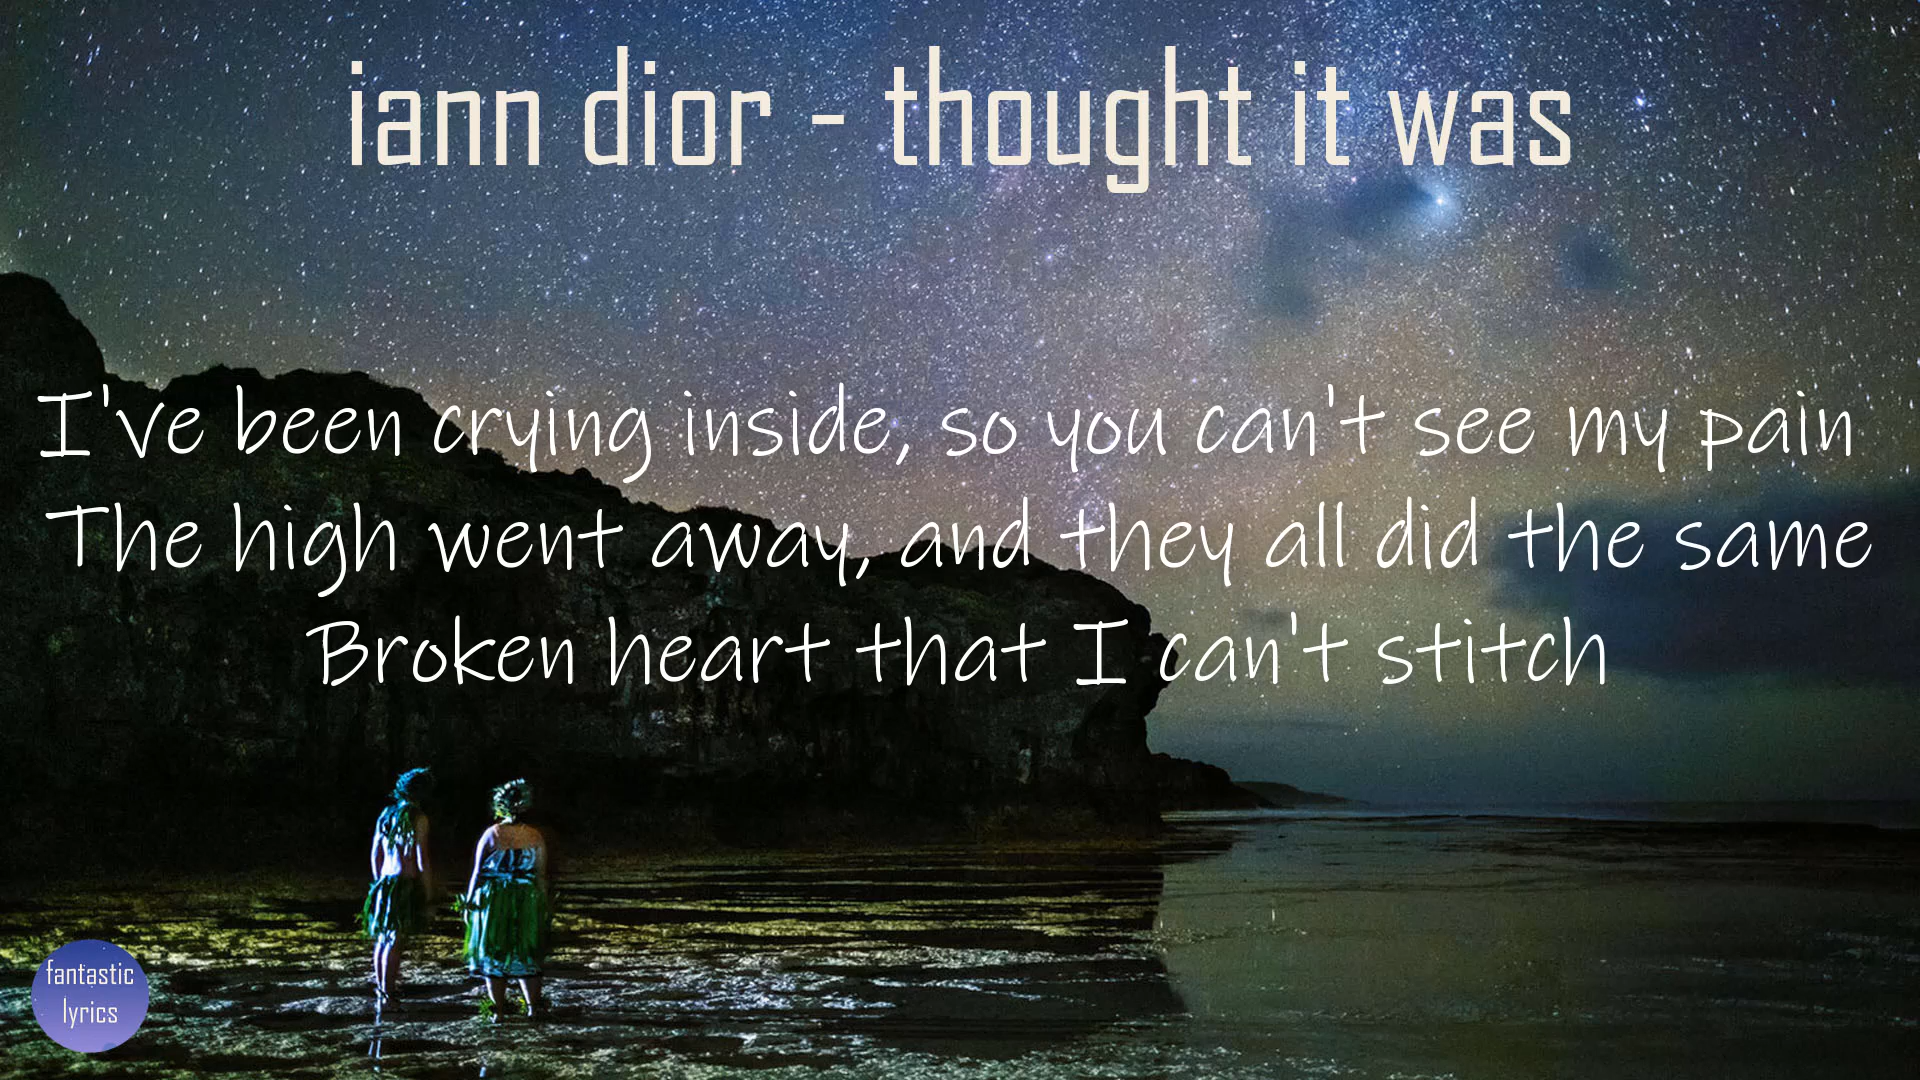 iann dior - thought it was
I've been crying inside, so you can't see my pain
The high went away, and they all did the same
Broken heart that I can't stitch
fantastic
lyrics